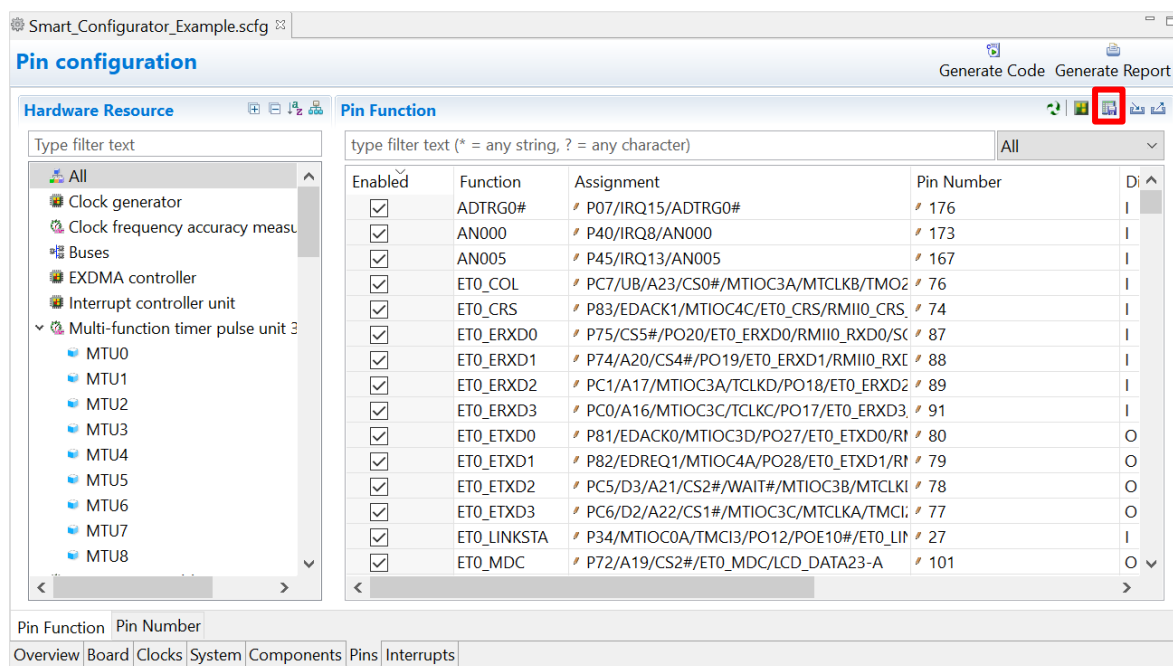 Smart_Configurator_Example.scfg
Pin configuration
Generate Code Generate Report
Hardware Resource
Type filter text
All
Clock generator
Clock frequency accuracy measu
Buses
EXDMA controller
Interrupt controller unit
Multi-function timer pulse unit 3
MTU0
MTU1
MTU2
MTU3
MTU4
MTU5
MTU6
MTU7
MTU8
Pin Function
type filter text (* = any string, ? = any character) All
Enabled Function Assignment Pin Number Di
ADTRG0# P07/IRQ15/ADTRG0# 176 I
AN000 P40/IRQ8/AN000 173 I
AN005 P45/IRQ13/AN005 167 I
ET0_COL PC7/UB/A23/CS0#/MTIOC3A/MTCLKB/TMO2 76 I
ET0_CRS P83/EDACK1/MTIOC4C/ET0_CRS/RMII0_CRS_ 74 I
ET0_ERXD0 P75/CS5#/PO20/ET0_ERXD0/RMII0_RXD0/SC 87 I
ET0_ERXD1 P74/A20/CS4#/PO19/ET0_ERXD1/RMII0_RXD 88 I
ET0_ERXD2 PC1/A17/MTIOC3A/TCLKD/PO18/ET0_ERXD2 89 I
ET0_ERXD3 PC0/A16/MTIOC3C/TCLKC/PO17/ET0_ERXD3 91 I
ET0_ETXD0 P81/EDACK0/MTIOC3D/PO27/ET0_ETXD0/RM 80 O
ET0_ETXD1 P82/EDREQ1/MTIOC4A/PO28/ET0_ETXD1/RM 79 O
ET0_ETXD2 PC5/D3/A21/CS2#/WAIT#/MTIOC3B/MTCLKD 78 O
ET0_ETXD3 PC6/D2/A22/CS1#/MTIOC3C/MTCLKA/TMCI2 77 O
ET0_LINKSTA P34/MTIOC0A/TMCI3/PO12/POE10#/ET0_LIN 27 I
ET0_MDC P72/A19/CS2#/ET0_MDC/LCD_DATA23-A 101 O
Pin Function Pin Number
Overview Board Clocks System Components Pins Interrupts